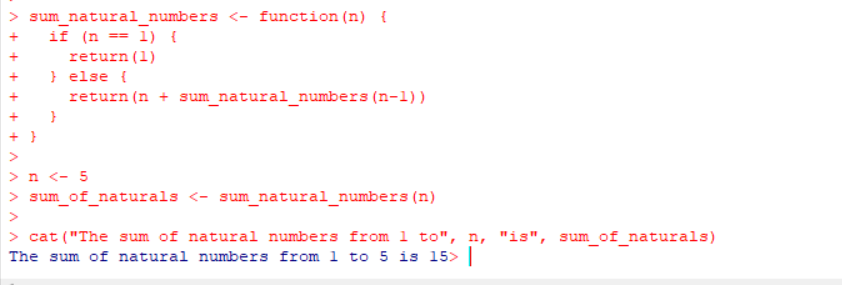 > sum_natural_numbers <- function(n) {
+   if (n == 1) {
+     return(1)
+   } else {
+     return(n + sum_natural_numbers(n-1))
+   }
+ }
>
> n <- 5
> sum_of_naturals <- sum_natural_numbers(n)
>
> cat("The sum of natural numbers from 1 to", n, "is", sum_of_naturals)
The sum of natural numbers from 1 to 5 is 15>